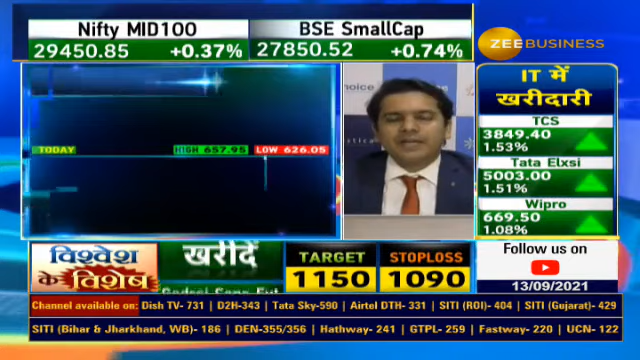 Nifty MID100
29450.85 +0.37%
BSE SmallCap
27850.52 +0.74%
ZEE BUSINESS
TODAY HIGH 657.95 LOW 626.05
hoice
IT में
खरीदारी
TCS
3849.40
1.53%
Tata Elxsi
5003.00
1.51%
Wipro
669.50
1.08%
विश्वेश
के विशेष
खरीदें
TARGET
1150
STOPLOSS
1090
Follow us on
13/09/2021
Channel available on: Dish TV- 731 | D2H-343 | Tata Sky-590 | Airtel DTH- 331 | SITI (ROI)- 404 | SITI (Gujarat)- 429
SITI (Bihar & Jharkhand, WB)- 186 | DEN-355/356 | Hathway- 241 | GTPL- 259 | Fastway- 220 | UCN- 122